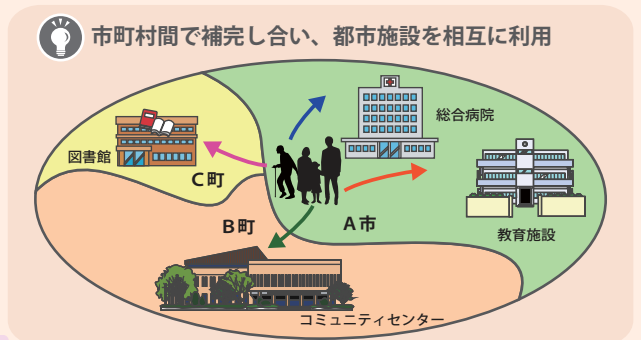 市町村間で補完し合い、都市施設を相互に利用
総合病院
図書館
C町
B町
A市
教育施設
コミュニティセンター